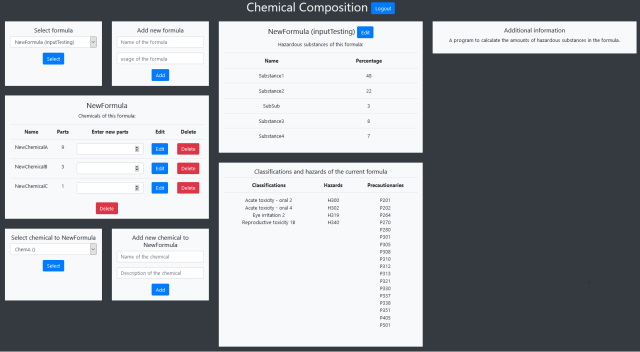 Chemical Composition Logout
Select formula
NewFormula (inputTesting)
Select
Add new formula
Name of the formula
usage of the formula
Add
NewFormula
Chemicals of this formula:
Name Parts Enter new parts Edit Delete
NewChemicalA 9 Edit Delete
NewChemicalB 3 Edit Delete
NewChemicalC 1 Edit Delete
Delete
Select chemical to NewFormula
ChemA ()
Select
Add new chemical to
NewFormula
Name of the chemical
Description of the chemical
Add
NewFormula (inputTesting) Edit
Hazardous substances of this formula
Name Percentage
Substance1 48
Substance2 22
SubSub 3
Substance3 8
Substance4 7
Classifications and hazards of the current formula
Classifications Hazards Precautionaries
Acute toxicity - oral 2 H300 P201
Acute toxicity - oral 4 H302 P202
Eye irritation 2 H319 P264
Reproductive toxicity 1B H340 P270
P280
P301
P305
P308
P310
P312
P313
P321
P330
P337
P338
P351
P405
P501
Additional Information
A program to calculate the amounts of hazardous substances in the formula.